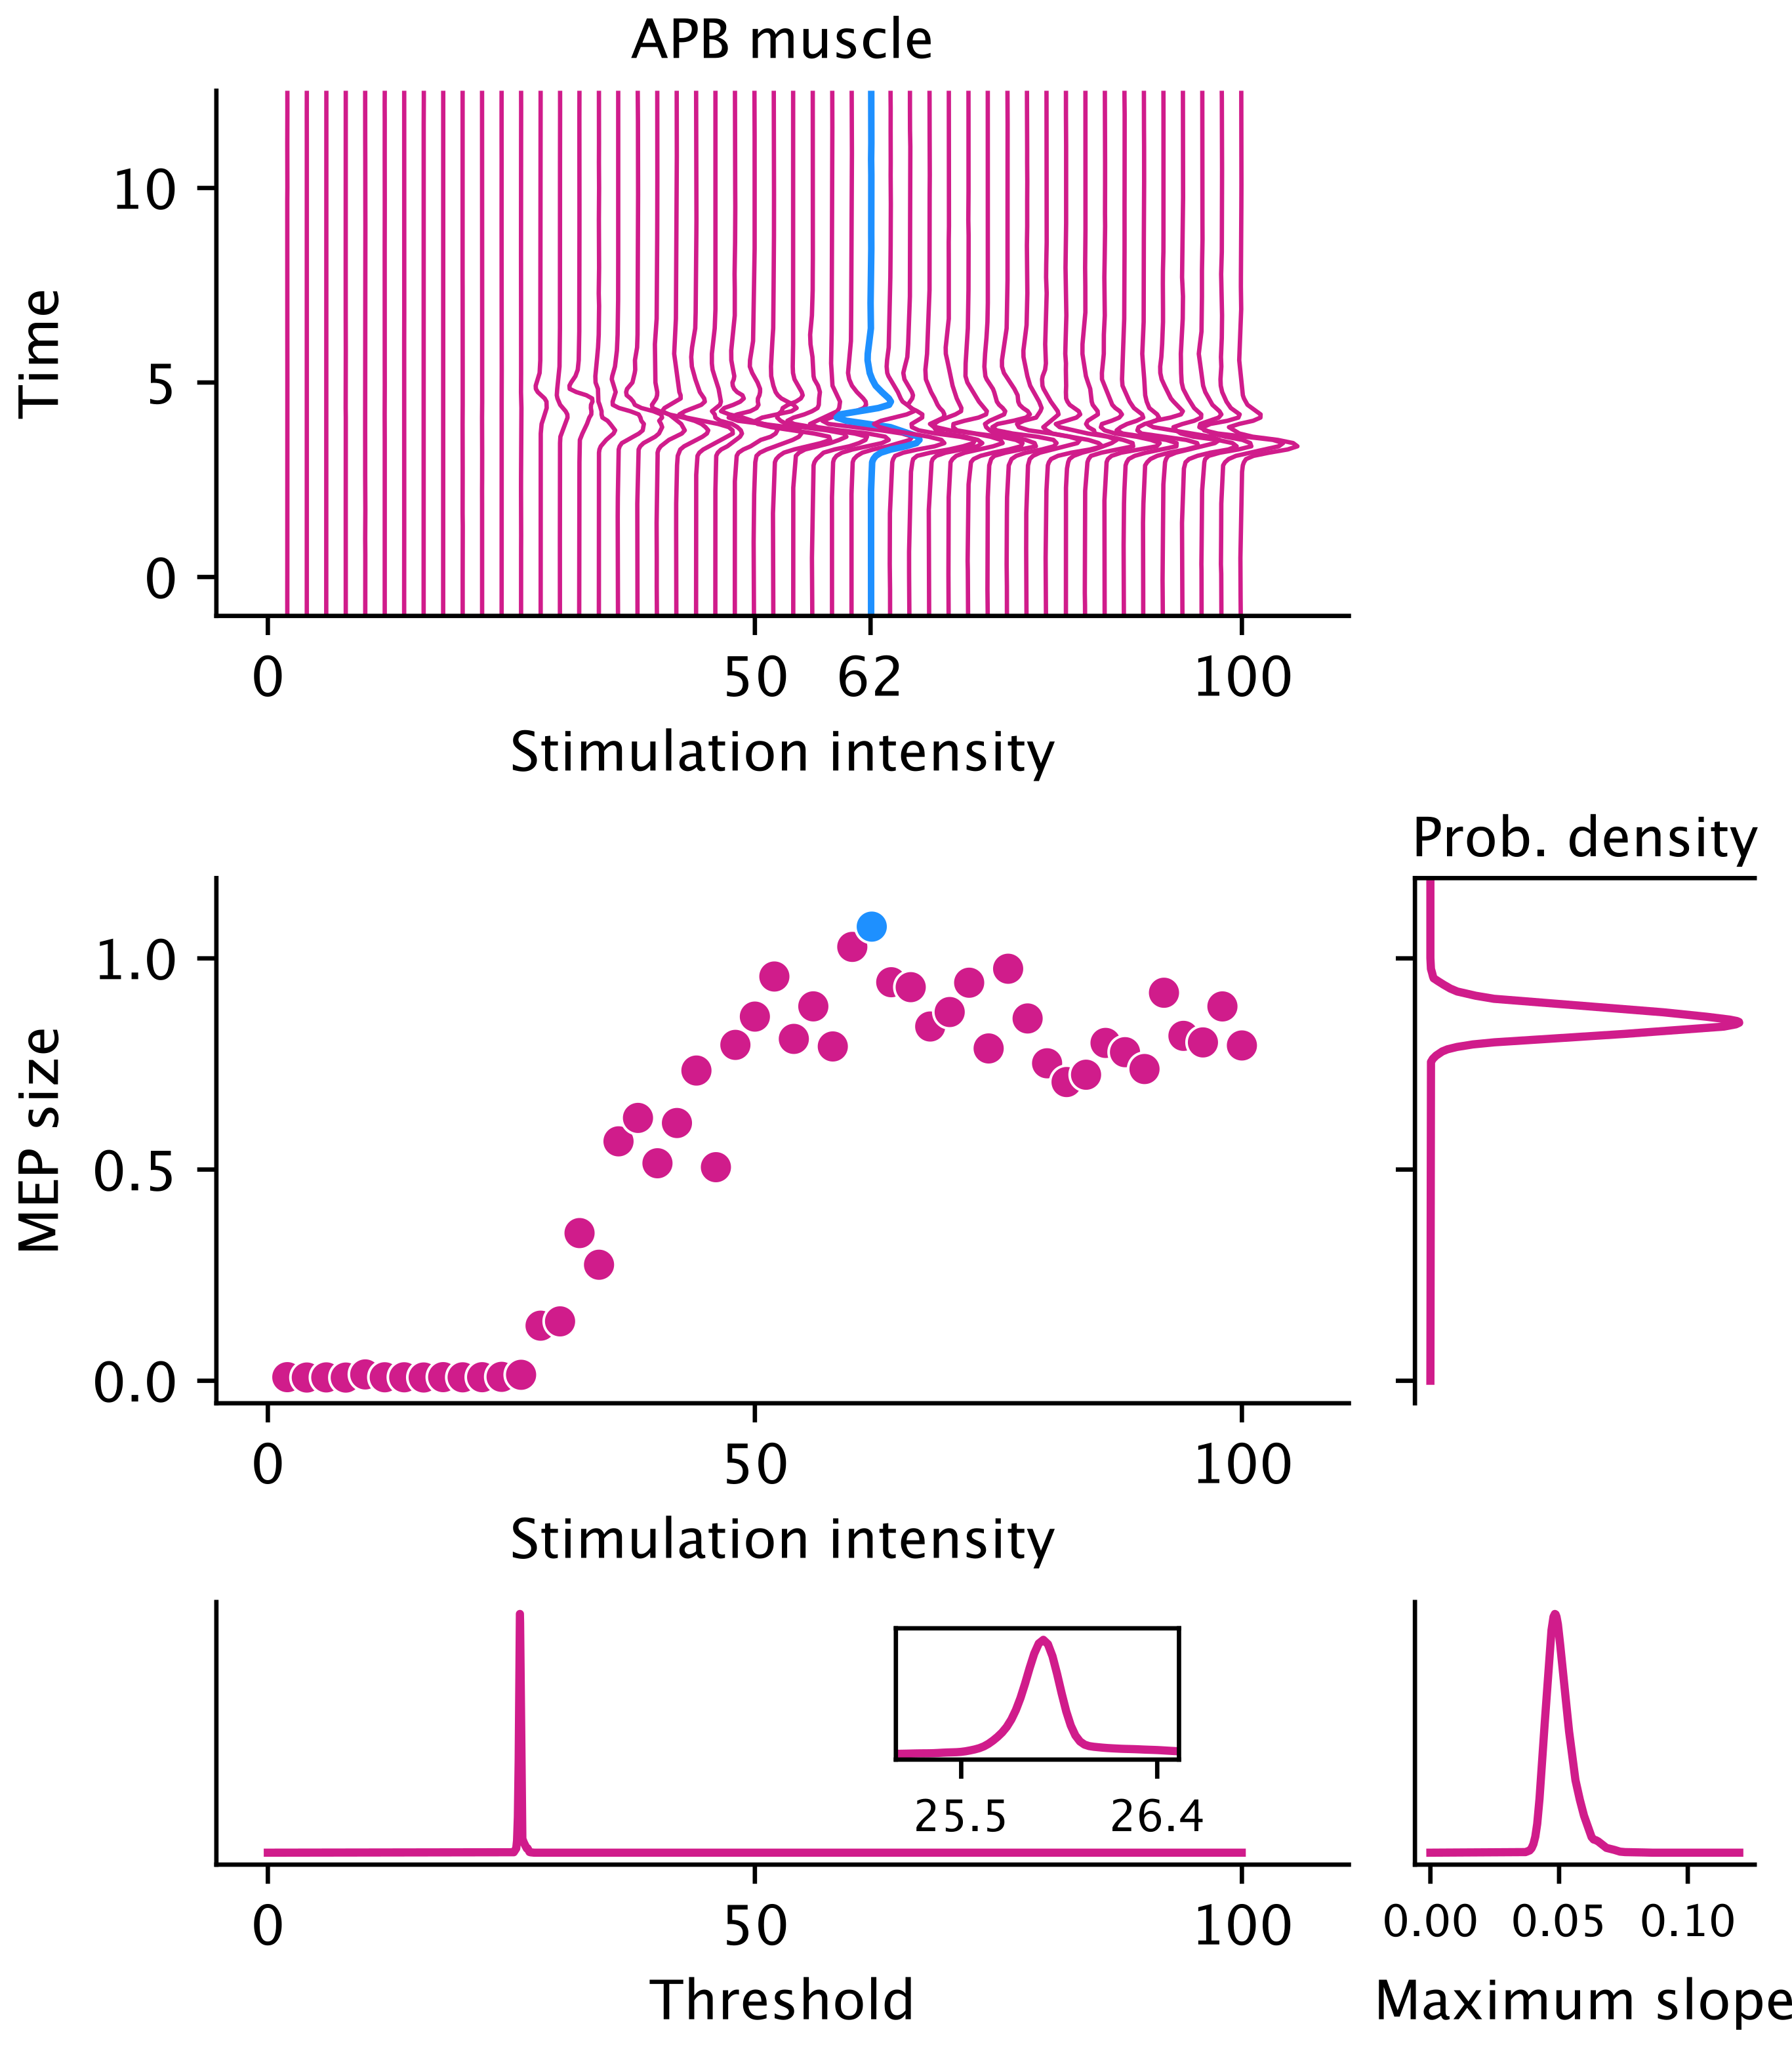 APB muscle
10
5
0
Time
0 50 62 100
Stimulation intensity
Prob. density
1.0
0.5
0.0
MEP size
0 50 100
Stimulation intensity
25.5 26.4
0 50 100
Threshold
0.00 0.05 0.10
Maximum slope